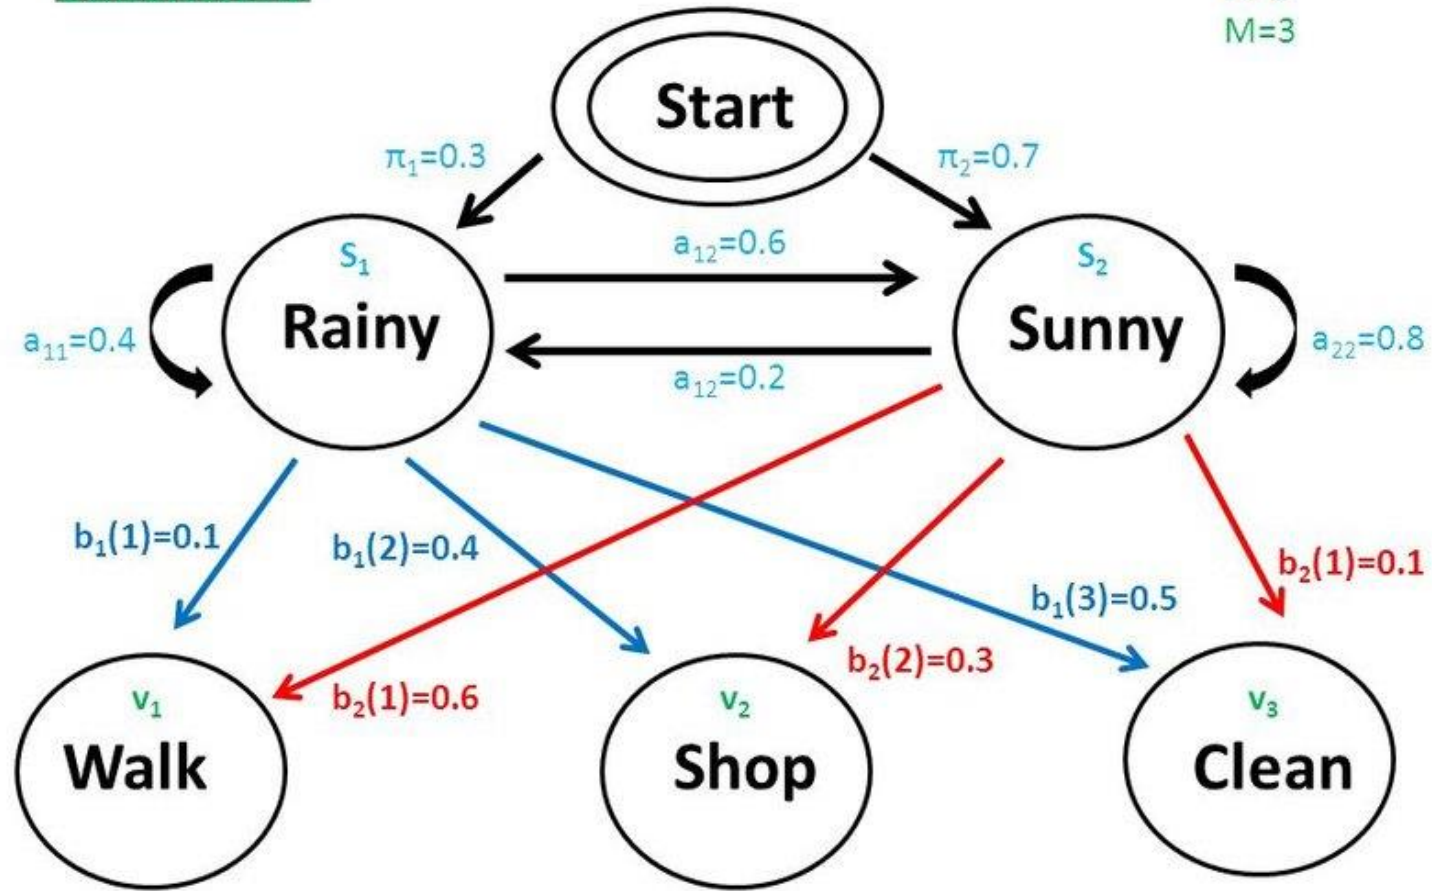 M=3
Start
π₁=0.3
π₂=0.7
a₁₂=0.6
S₁
S₂
Rainy
Sunny
a₁₁=0.4
a₂₂=0.8
a₁₂=0.2
b₁(1)=0.1
b₁(2)=0.4
b₂(1)=0.1
b₁(3)=0.5
b₂(2)=0.3
b₂(1)=0.6
v₁
v₂
v₃
Walk
Shop
Clean